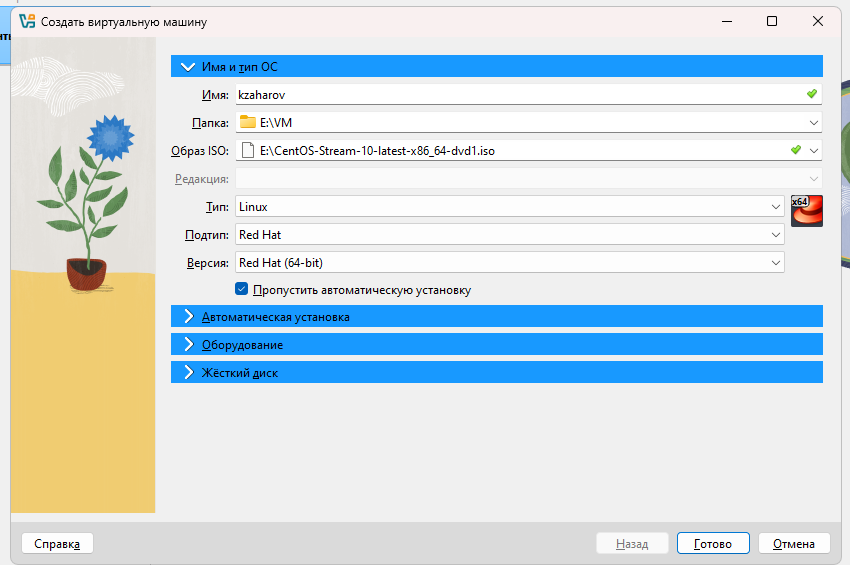 Создать виртуальную машину
Имя и тип ОС
Имя: kzaharov
Папка: E:\VM
Образ ISO: E:\CentOS-Stream-10-latest-x86_64-dvd1.iso
Редакция:
Тип: Linux
x64
Подтип: Red Hat
Версия: Red Hat (64-bit)
Пропустить автоматическую установку
Автоматическая установка
Оборудование
Жёсткий диск
Справка Назад Готово Отмена